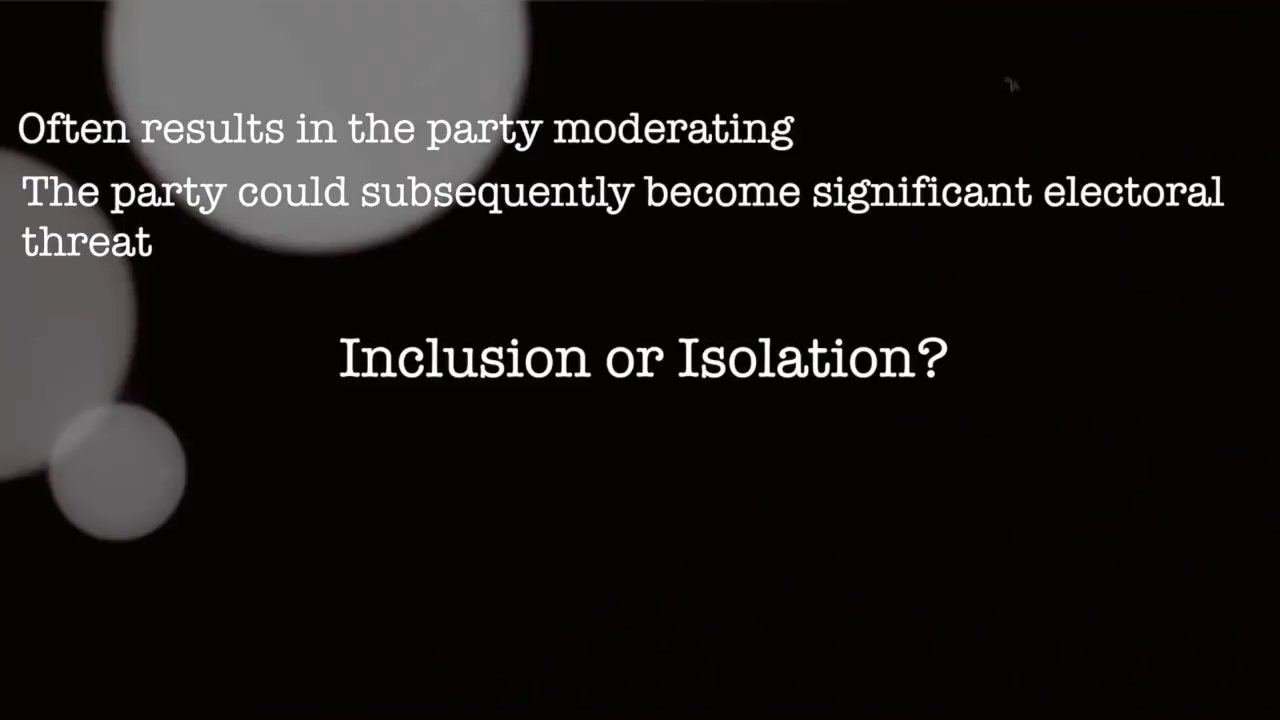 Often results in the party moderating
The party could subsequently become significant electoral
threat
Inclusion or Isolation?